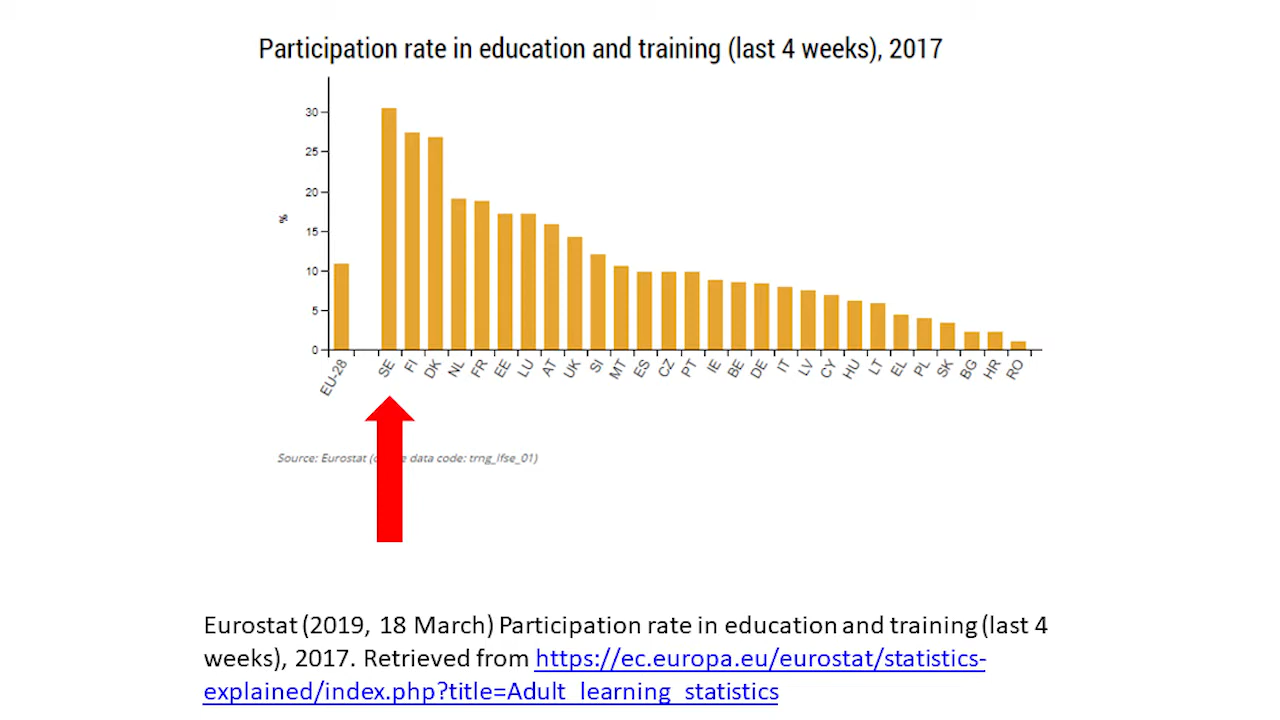 Participation rate in education and training (last 4 weeks), 2017
30
25
20
%
15
10
5
0
EU-28 SE FI DK NL FR EE LU AT UK SI MT ES CZ PT IE BE DE IT LV CY HU LT EL PL SK BG HR RO
Source: Eurostat ( data code: trng_lfse_01)
Eurostat (2019, 18 March) Participation rate in education and training (last 4
weeks), 2017. Retrieved from https://ec.europa.eu/eurostat/statistics-
explained/index.php?title=Adult_learning_statistics